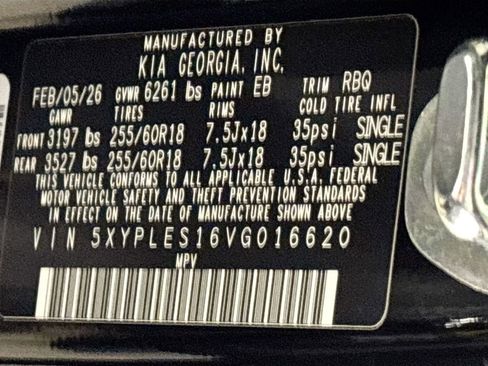 MANUFACTURED BY
KIA GEORGIA, INC.
FEB/05/26 GVWR 6261 lbs PAINT EB TRIM RBQ
GAWR TIRES RIMS COLD TIRE INFL
FRONT 3197 lbs 255/60R18 7.5Jx18 35psi SINGLE
REAR 3527 lbs 255/60R18 7.5Jx18 35psi SINGLE
THIS VEHICLE CONFORMS TO ALL APPLICABLE U.S.A. FEDERAL
MOTOR VEHICLE SAFETY AND THEFT PREVENTION STANDARDS
IN EFFECT ON THE DATE OF MANUFACTURE SHOWN ABOVE
VIN 5XYPLES16VG016620
MPV